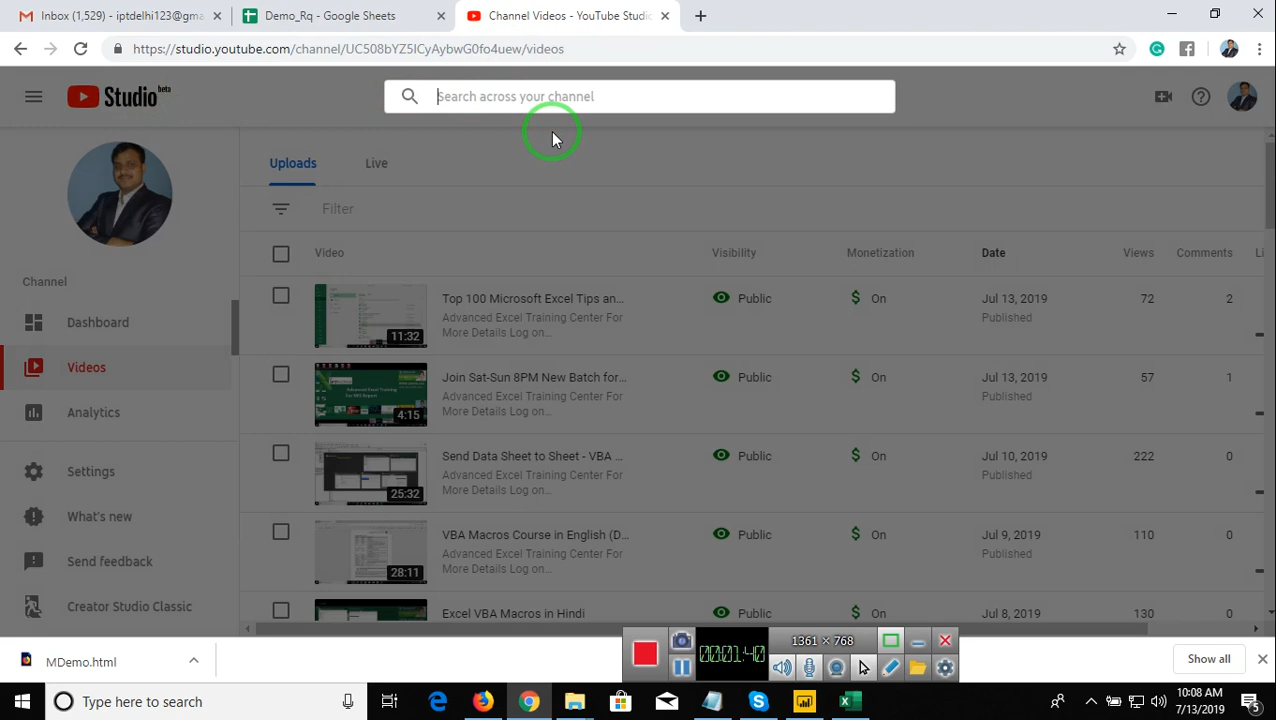 Inbox (1,529) - iptdelhi123@gma
Demo_Rq - Google Sheets
Channel Videos - YouTube Studio
https://studio.youtube.com/channel/UC508bYZ5ICyAybwG0fo4uew/videos
Studio beta
Search across your channel
Uploads
Live
Filter
Video
Visibility
Monetization
Date
Views
Comments
Li
Channel
Dashboard
Videos
Analytics
Settings
What's new
Send feedback
Creator Studio Classic
Top 100 Microsoft Excel Tips an...
Public
$ On
Jul 13, 2019
72
2
Advanced Excel Training Center For
Published
More Details Log on...
11:32
Join Sat-Sun 8PM New Batch for...
Public
$ On
Jul 13, 2019
57
1
Advanced Excel Training Center For
Published
More Details Log on...
4:15
Send Data Sheet to Sheet - VBA ...
Public
$ On
Jul 10, 2019
222
0
Advanced Excel Training Center For
Published
More Details Log on...
25:32
VBA Macros Course in English (D...
Public
$ On
Jul 9, 2019
110
0
Advanced Excel Training Center For
Published
More Details Log on...
28:11
Excel VBA Macros in Hindi
Public
$ On
Jul 8, 2019
130
0
MDemo.html
00:01:40
1361 × 768
Show all
Type here to search
10:08 AM
7/13/2019
5